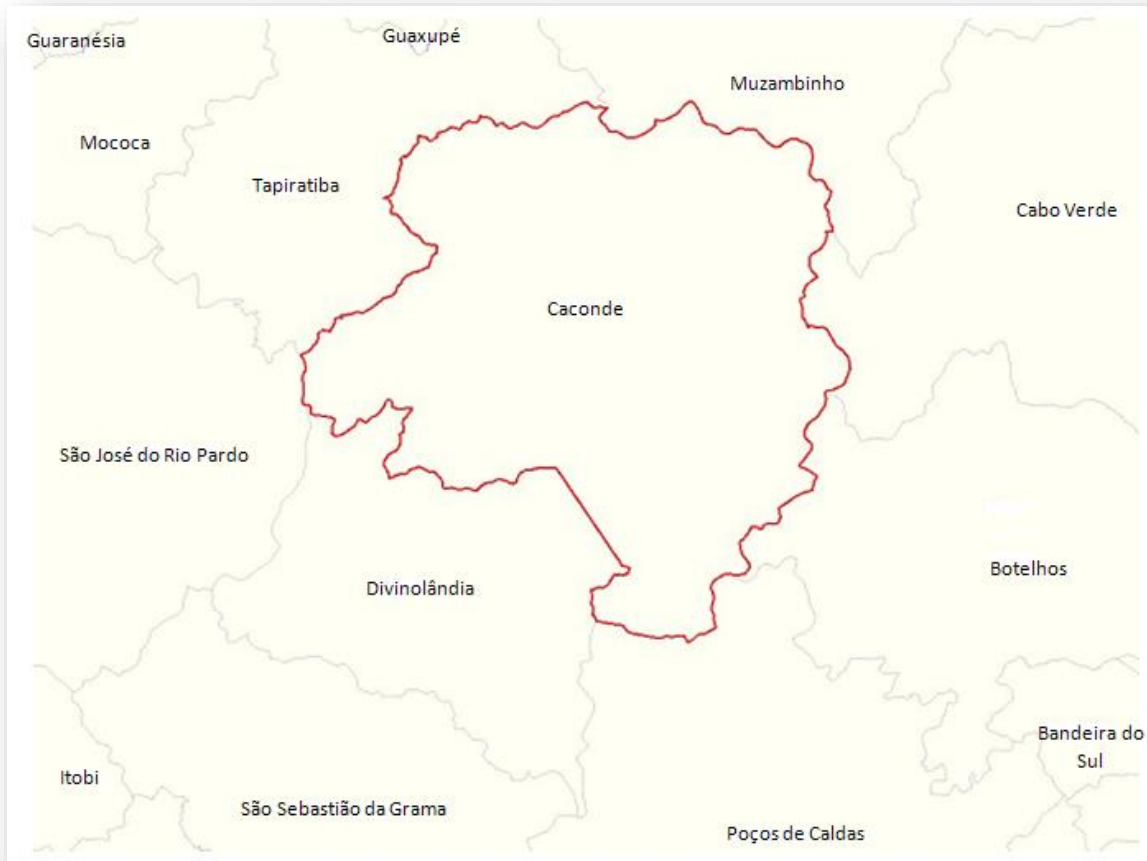 Guaranésia
Guaxupé
Muzambinho
Mococa
Tapiratiba
Cabo Verde
Caconde
São José do Rio Pardo
Botelhos
Divinolândia
Bandeira do
Sul
Itobi
São Sebastião da Grama
Poços de Caldas